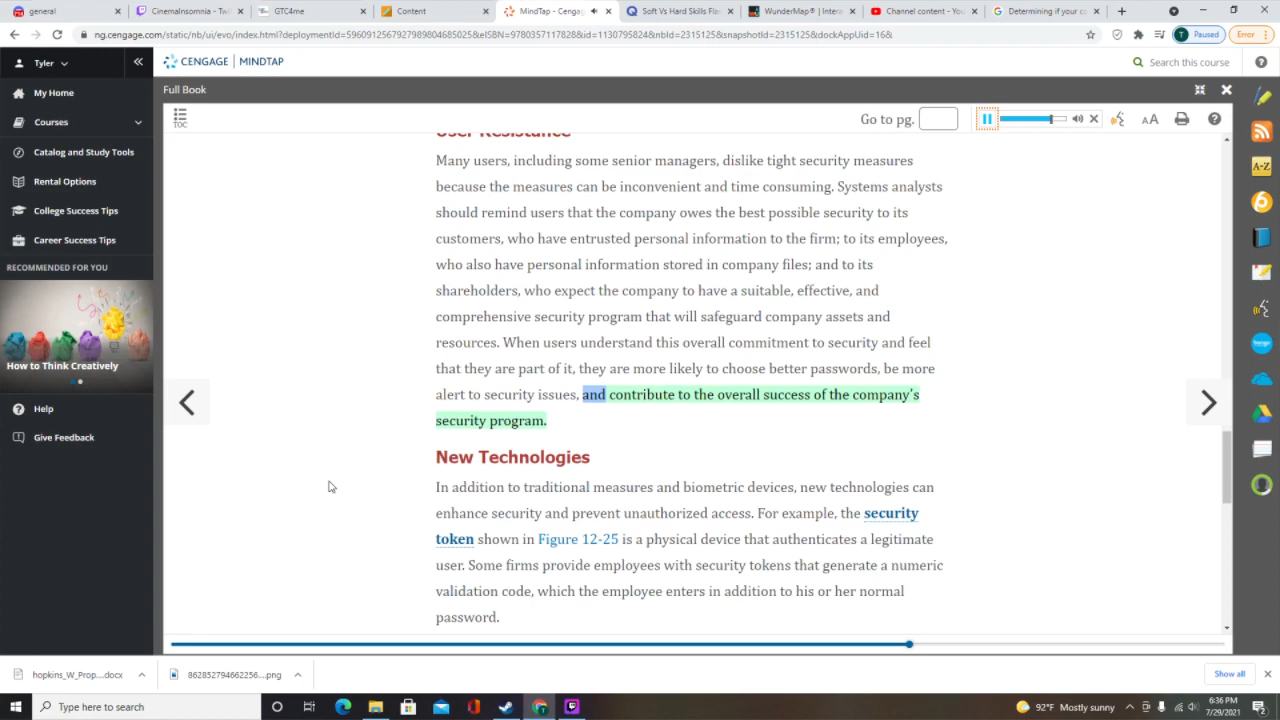 general
CinemaInsomnia - Twi
GTC4me
Content
MindTap - Cengag
Soft Vs Hard Skills Flas
WunderMap® | Intera
Channel content - You
Determining if your co
ng.cengage.com/static/nb/ui/evo/index.html?deploymentId=5960912567927989804685025&eISBN=9780357117828&id=1130795824&nbId=2315125&snapshotId=2315125&dockAppUid=16&
T Paused
Error
Tyler
CENGAGE | MINDTAP
Search this course
My Home
Courses
Catalog and Study Tools
Rental Options
College Success Tips
Career Success Tips
RECOMMENDED FOR YOU
How to Think Creatively
Help
Give Feedback
Full Book
TOC
Go to pg.
AA
A-Z
User Resistance
Many users, including some senior managers, dislike tight security measures
because the measures can be inconvenient and time consuming. Systems analysts
should remind users that the company owes the best possible security to its
customers, who have entrusted personal information to the firm; to its employees,
who also have personal information stored in company files; and to its
shareholders, who expect the company to have a suitable, effective, and
comprehensive security program that will safeguard company assets and
resources. When users understand this overall commitment to security and feel
that they are part of it, they are more likely to choose better passwords, be more
alert to security issues, and contribute to the overall success of the company's
security program.
New Technologies
In addition to traditional measures and biometric devices, new technologies can
enhance security and prevent unauthorized access. For example, the security
token shown in Figure 12-25 is a physical device that authenticates a legitimate
user. Some firms provide employees with security tokens that generate a numeric
validation code, which the employee enters in addition to his or her normal
password.
hopkins_W_Prop....docx
862852794662256....png
Show all
Type here to search
92°F Mostly sunny
6:36 PM
7/29/2021
2